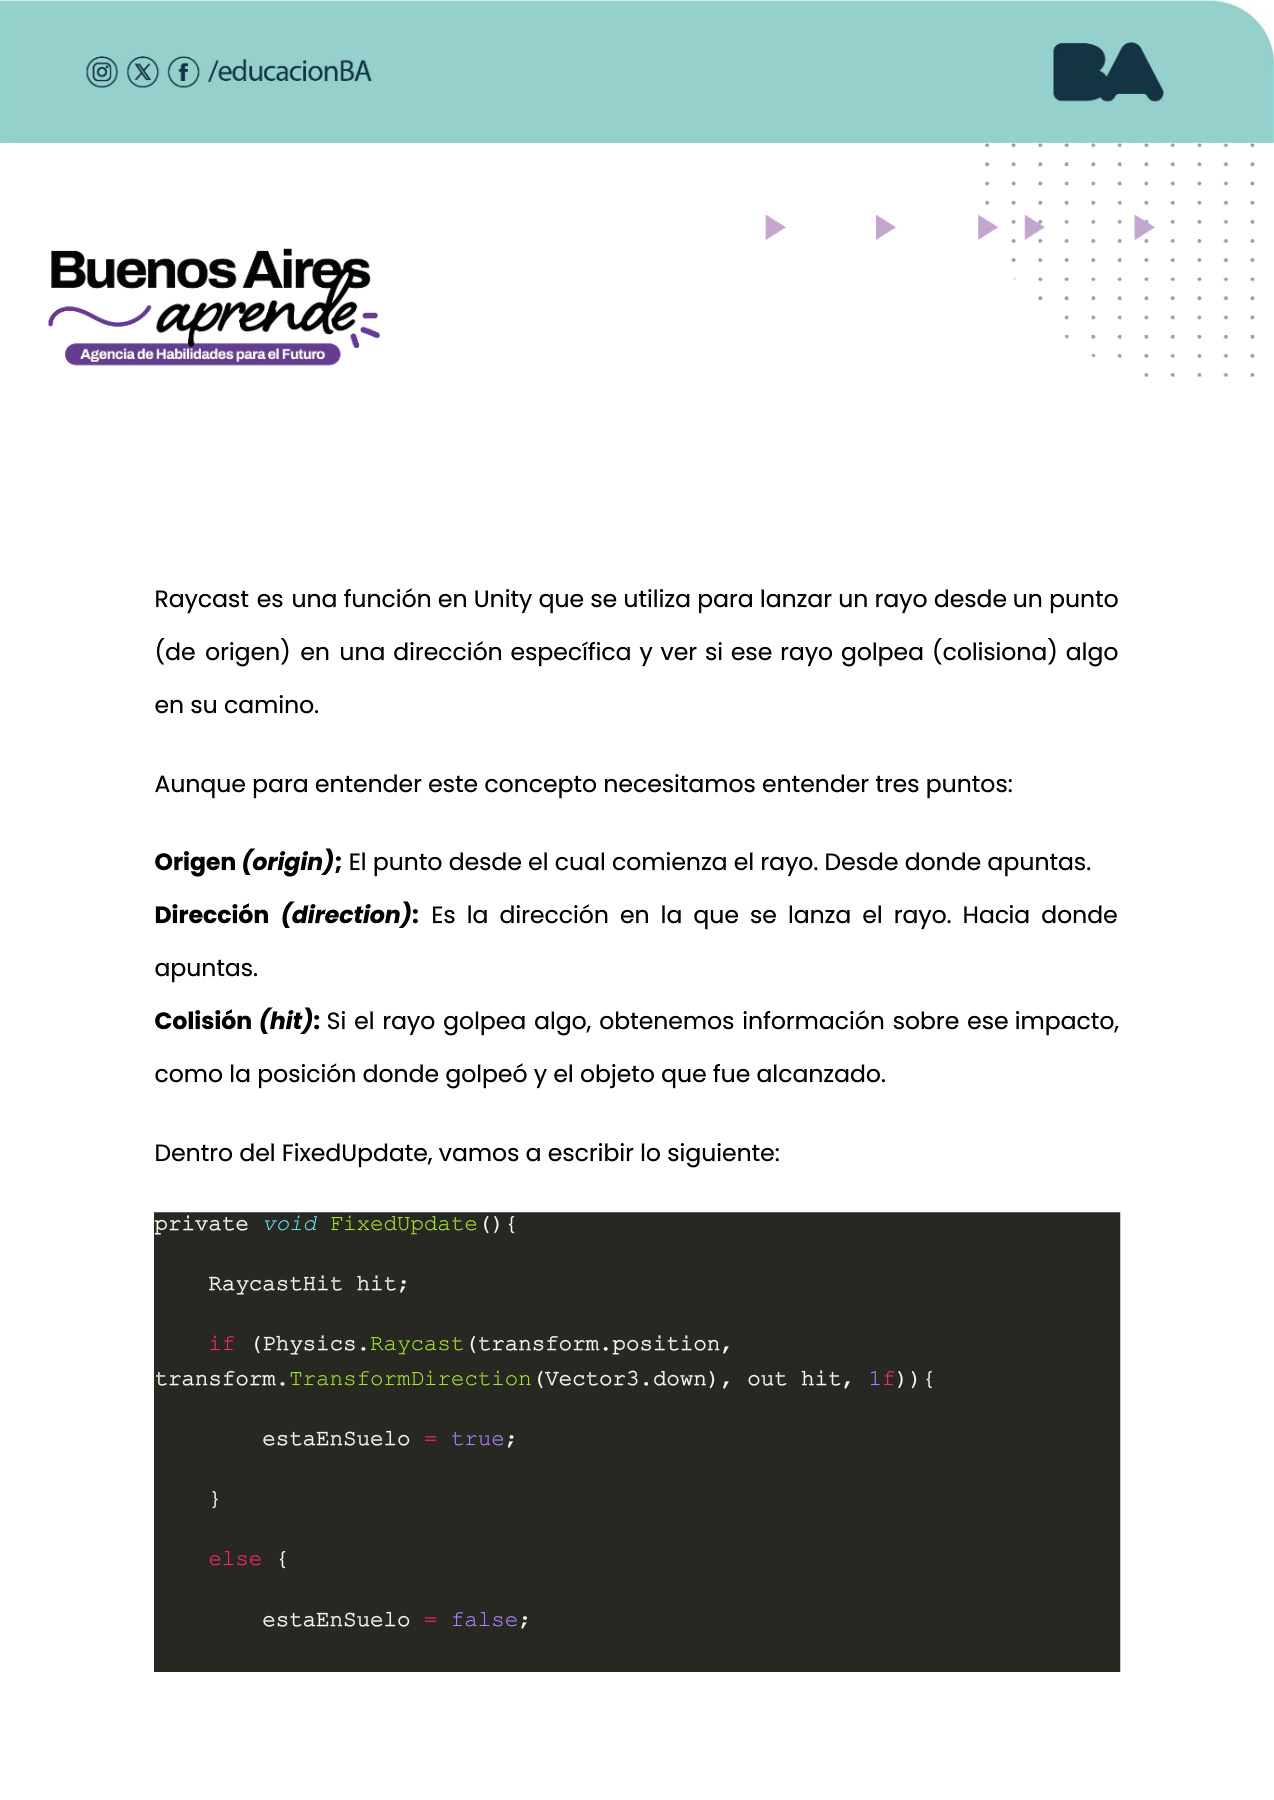 /educacionBA
BA
Buenos Aires
aprende
Agencia de Habilidades para el Futuro
Raycast es una función en Unity que se utiliza para lanzar un rayo desde un punto
(de origen) en una dirección específica y ver si ese rayo golpea (colisiona) algo
en su camino.
Aunque para entender este concepto necesitamos entender tres puntos:
Origen (origin); El punto desde el cual comienza el rayo. Desde donde apuntas.
Dirección (direction): Es la dirección en la que se lanza el rayo. Hacia donde
apuntas.
Colisión (hit): Si el rayo golpea algo, obtenemos información sobre ese impacto,
como la posición donde golpeó y el objeto que fue alcanzado.
Dentro del FixedUpdate, vamos a escribir lo siguiente:
private void FixedUpdate(){
    RaycastHit hit;
    if (Physics.Raycast(transform.position,
transform.TransformDirection(Vector3.down), out hit, 1f)){
        estaEnSuelo = true;
    }
    else {
        estaEnSuelo = false;